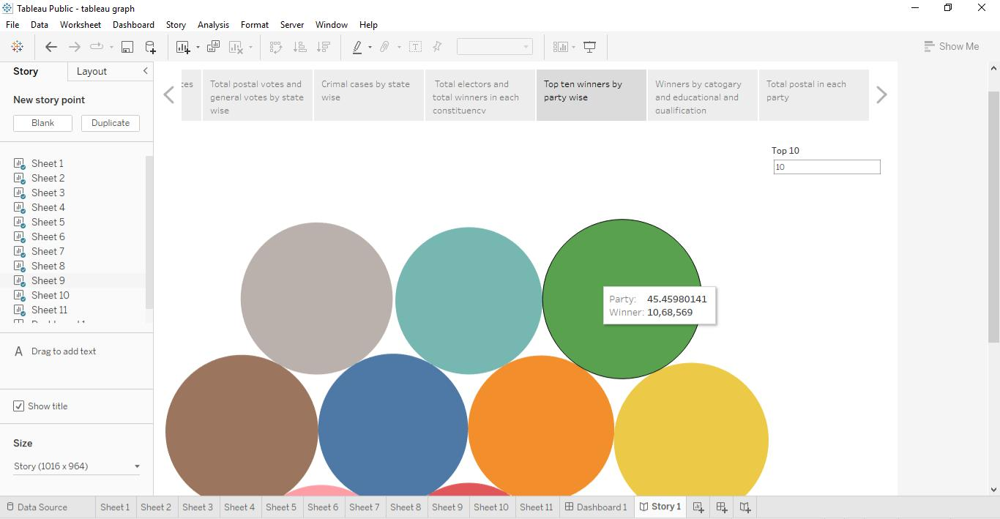 Tableau Public - tableau graph
File Data Worksheet Dashboard Story Analysis Format Server Window Help
Show Me
Story Layout
New story point
Blank Duplicate
Sheet 1
Sheet 2
Sheet 3
Sheet 4
Sheet 5
Sheet 6
Sheet 7
Sheet 8
Sheet 9
Sheet 10
Sheet 11
A Drag to add text
Show title
Size
Story (1016 x 964)
Total postal votes and
general votes by state
wise
Crimal cases by state
wise
Total electors and
total winners in each
constituency
Top ten winners by
party wise
Winners by catogary
and educational and
qualification
Total postal in each
party
Top 10
10
Party: 45.45980141
Winner: 10,68,569
Data Source Sheet 1 Sheet 2 Sheet 3 Sheet 4 Sheet 5 Sheet 6 Sheet 7 Sheet 8 Sheet 9 Sheet 10 Sheet 11 Dashboard 1 Story 1